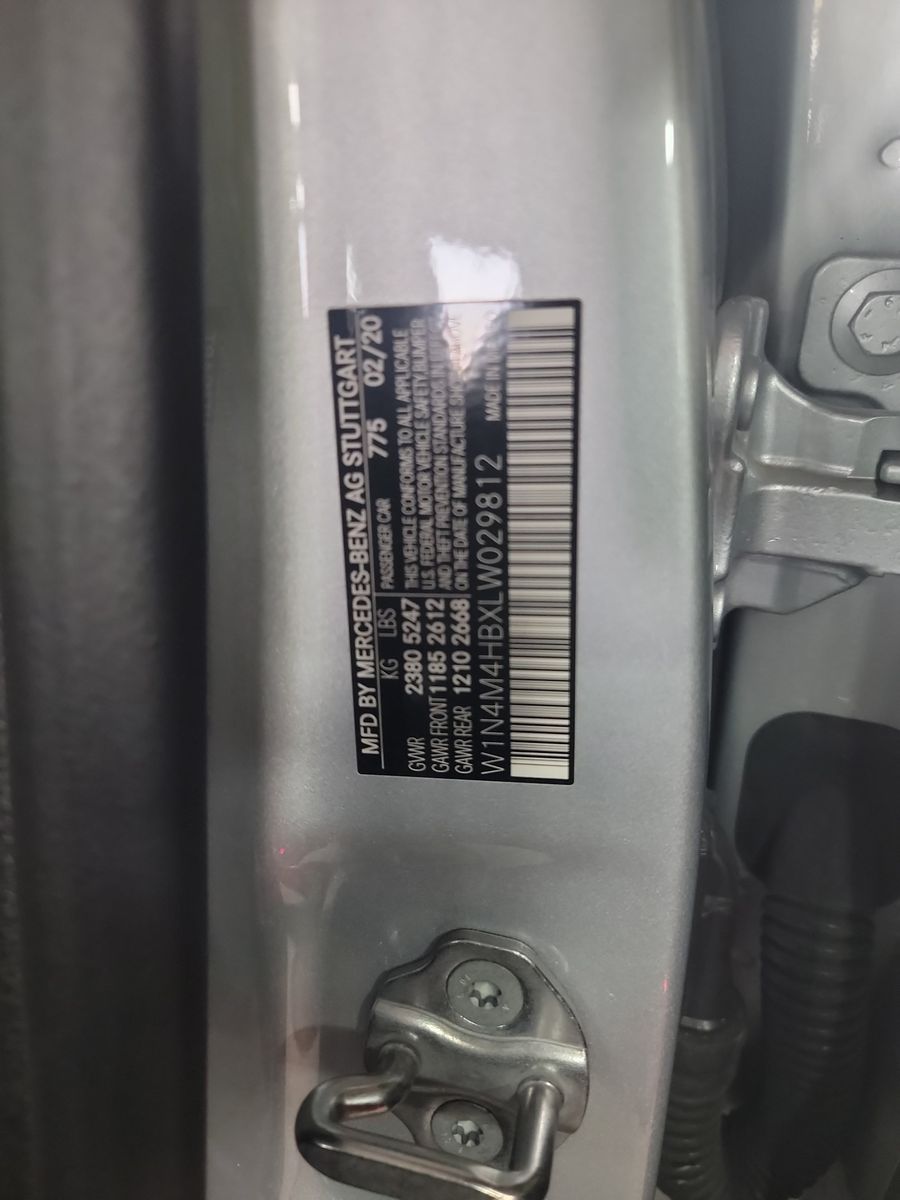 MFD BY MERCEDES-BENZ AG STUTTGART
KG LBS
PASSENGER CAR 775 02/20
GVWR 2380 5247
GAWR FRONT 1185 2612
GAWR REAR 1210 2668
THIS VEHICLE CONFORMS TO ALL APPLICABLE
U.S. FEDERAL MOTOR VEHICLE SAFETY, BUMPER
AND THEFT PREVENTION STANDARDS
ON THE DATE OF MANUFACTURE SHOWN ABOVE
W1N4M4HBXLW029812
MADE IN